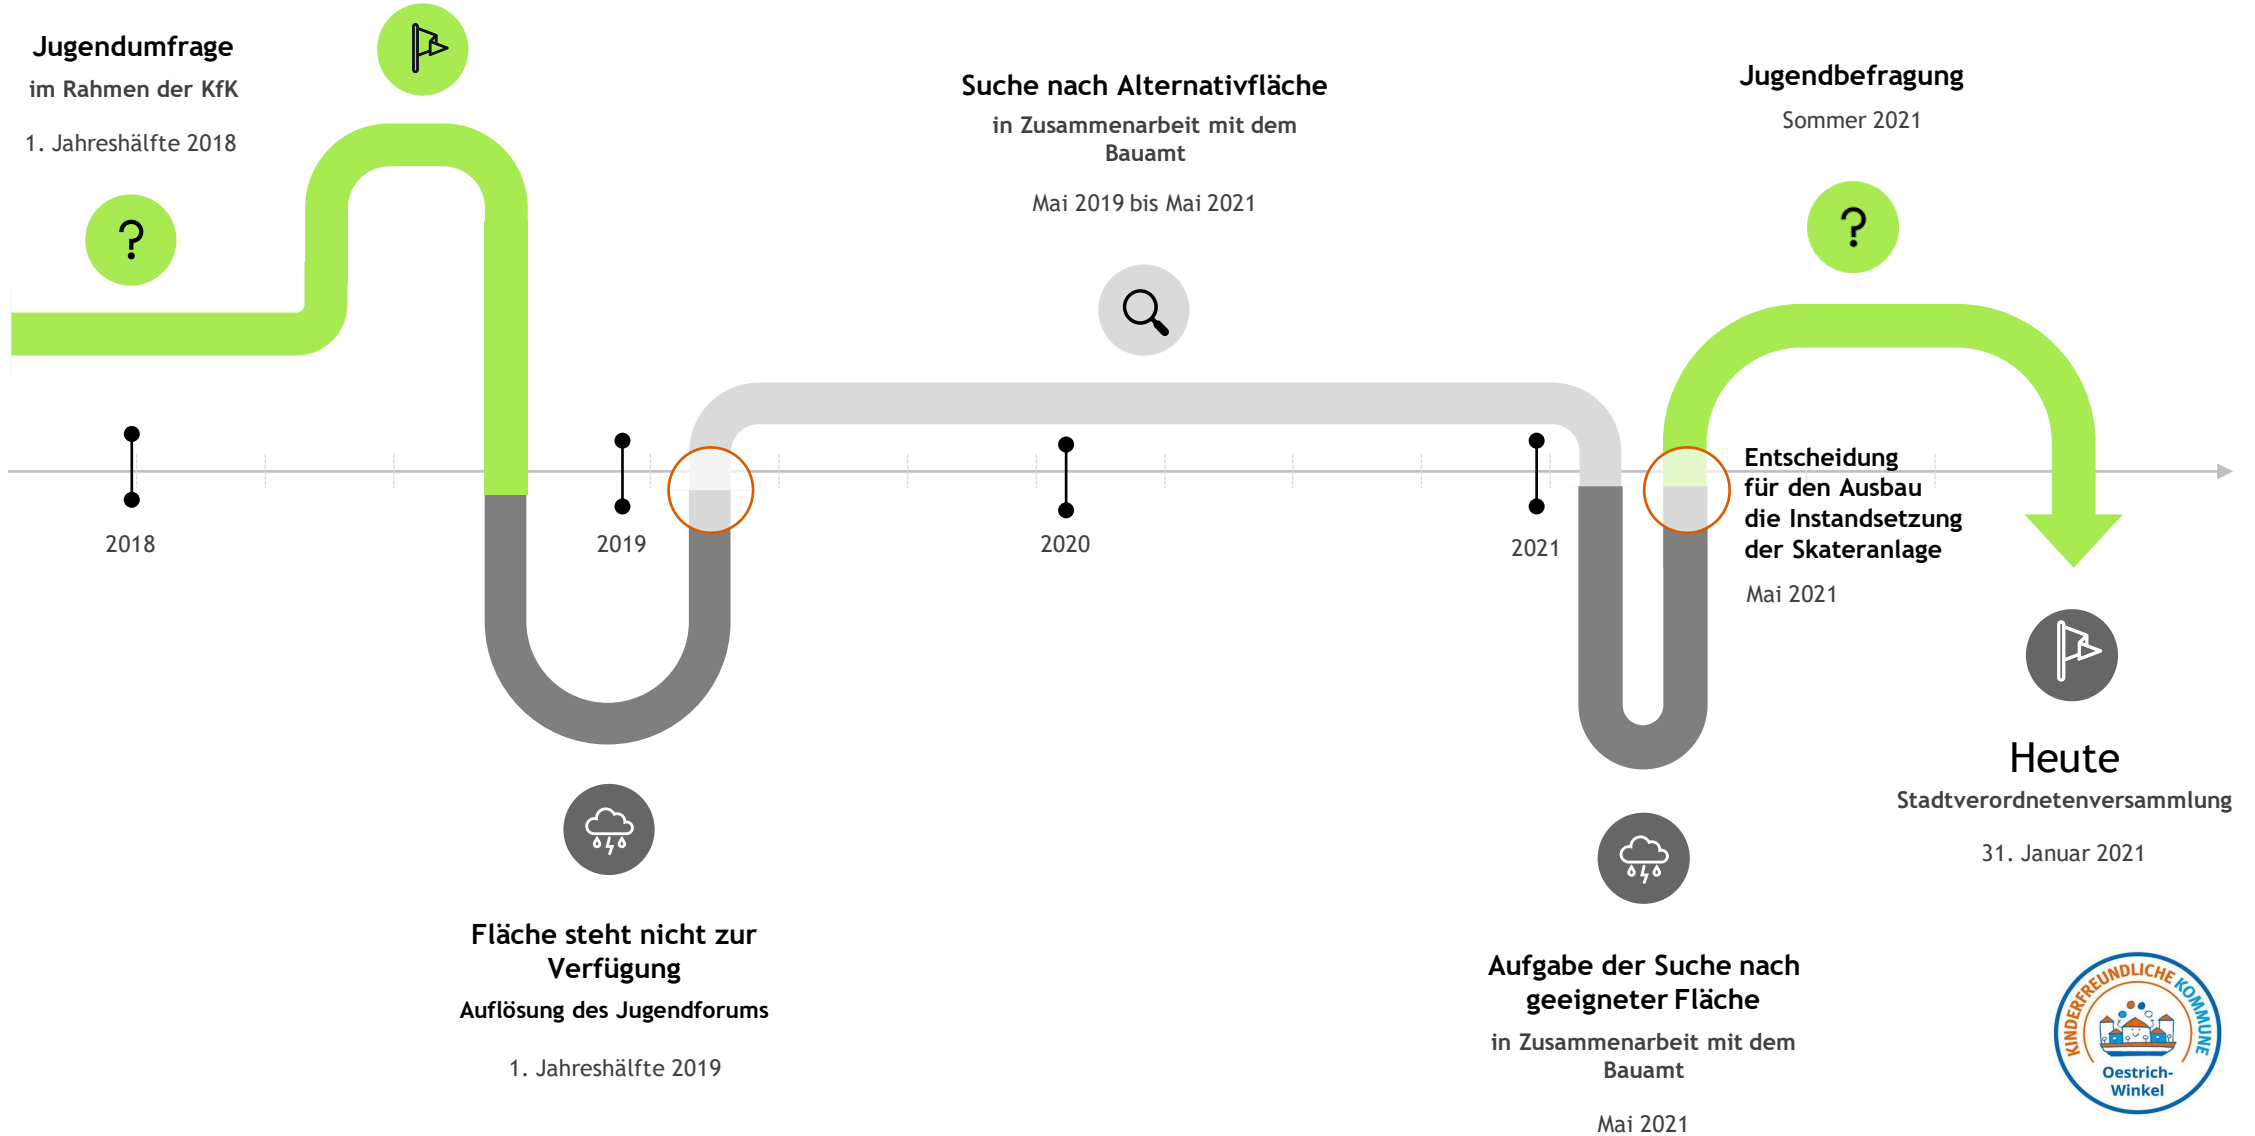 Jugendumfrage
im Rahmen der KfK
1. Jahreshälfte 2018
?
Suche nach Alternativfläche
in Zusammenarbeit mit dem
Bauamt
Mai 2019 bis Mai 2021
Jugendbefragung
Sommer 2021
?
2018
2019
2020
2021
Entscheidung
für den Ausbau
die Instandsetzung
der Skateranlage
Mai 2021
Fläche steht nicht zur
Verfügung
Auflösung des Jugendforums
1. Jahreshälfte 2019
Aufgabe der Suche nach
geeigneter Fläche
in Zusammenarbeit mit dem
Bauamt
Mai 2021
Heute
Stadtverordnetenversammlung
31. Januar 2021
KINDERFREUNDLICHE KOMMUNE
Oestrich-
Winkel